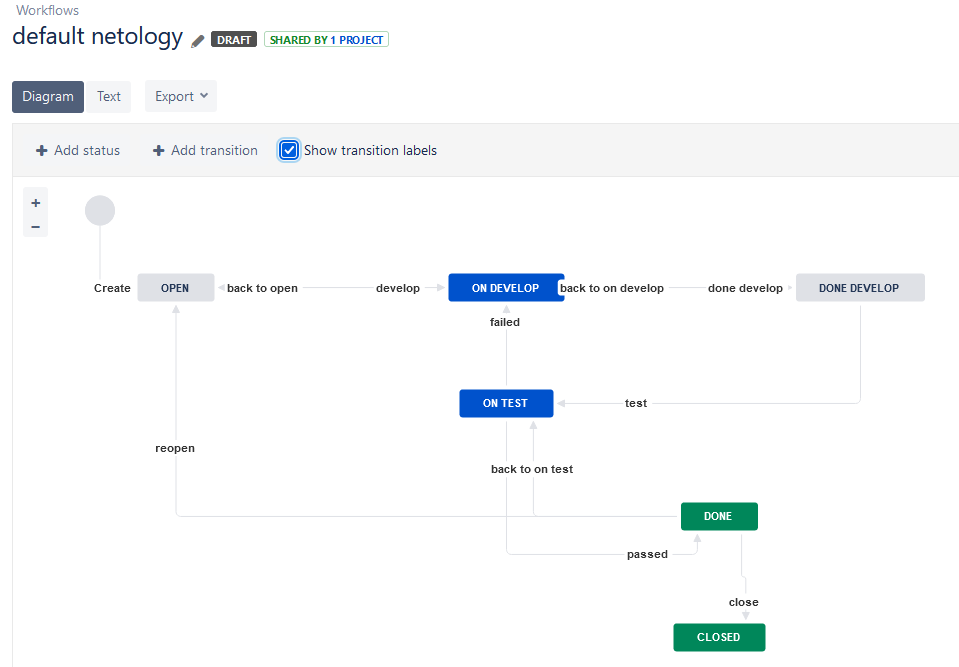 Workflows
default netology DRAFT SHARED BY 1 PROJECT
Diagram Text Export
+ Add status + Add transition Show transition labels
+
−
Create OPEN back to open develop ON DEVELOP back to on develop done develop DONE DEVELOP
failed
ON TEST test
reopen
back to on test
DONE
passed
close
CLOSED